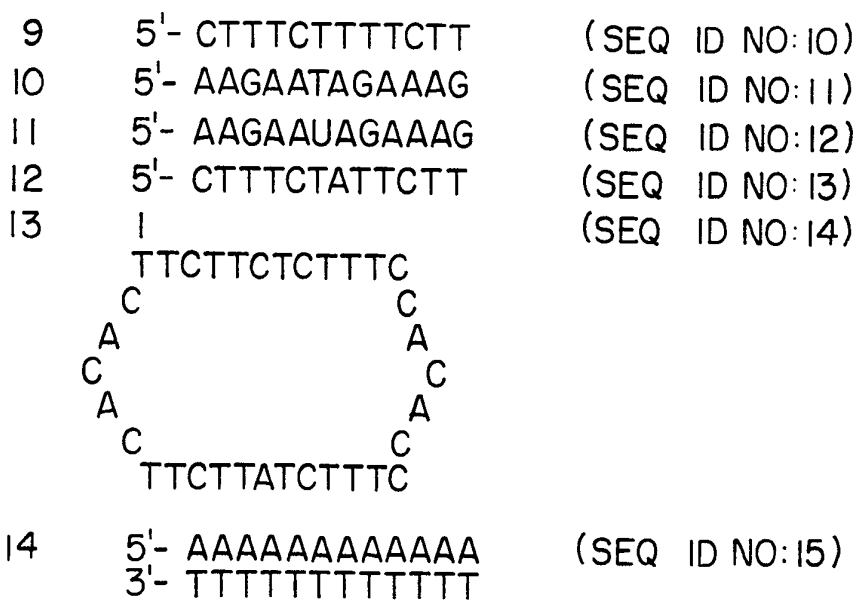 9 5'- CTTTCTTTTCTT (SEQ ID NO:10)
10 5'- AAGAATAGAAAG (SEQ ID NO:11)
11 5'- AAGAAUAGAAAG (SEQ ID NO:12)
12 5'- CTTTCTATTCTT (SEQ ID NO:13)
13 1 (SEQ ID NO:14)
TTCTTCTCTTTC
C C
A A
C C
A A
C C
TTCTTATCTTTC
14 5'- AAAAAAAAAAAA (SEQ ID NO:15)
3'- TTTTTTTTTTTT